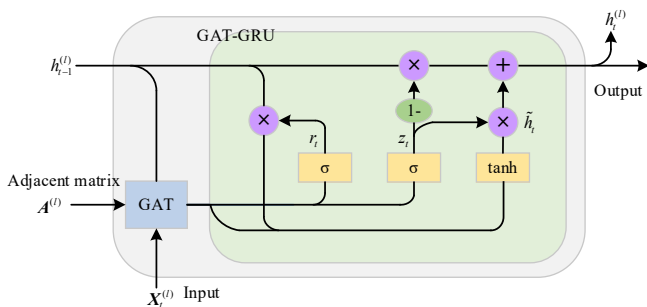 GAT-GRU
h_{t-1}^{(l)}
h_t^{(l)}
×
+
Output
1-
×
r_t
z_t
×
h̃_t
σ
σ
tanh
Adjacent matrix
A^{(l)}
GAT
X_t^{(l)} Input